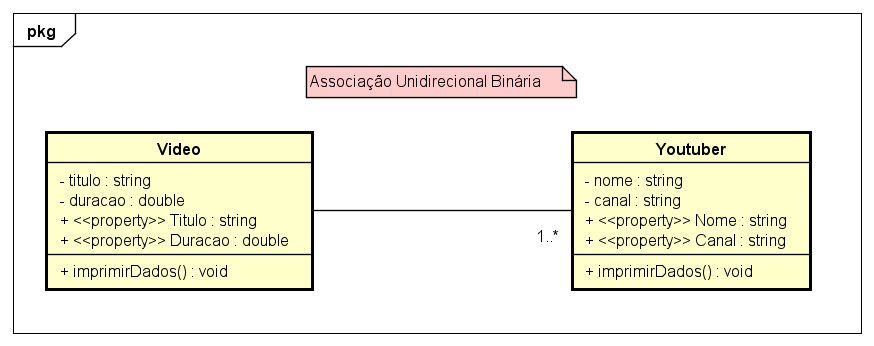 pkg
Associação Unidirecional Binária
Video
- titulo : string
- duracao : double
+ <<property>> Titulo : string
+ <<property>> Duracao : double
+ imprimirDados() : void
1..*
Youtuber
- nome : string
- canal : string
+ <<property>> Nome : string
+ <<property>> Canal : string
+ imprimirDados() : void